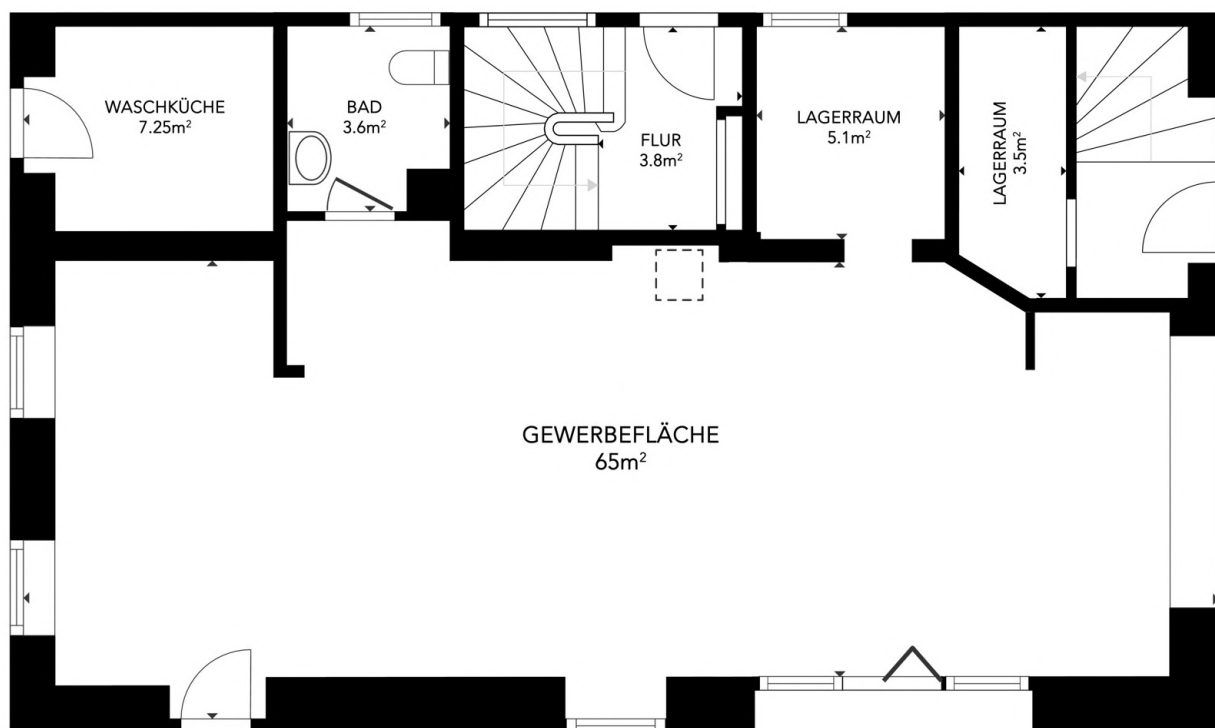 WASCHKÜCHE
7.25m²
BAD
3.6m²
FLUR
3.8m²
LAGERRAUM
5.1m²
LAGERRAUM
3.5m²
GEWERBEFLÄCHE
65m²